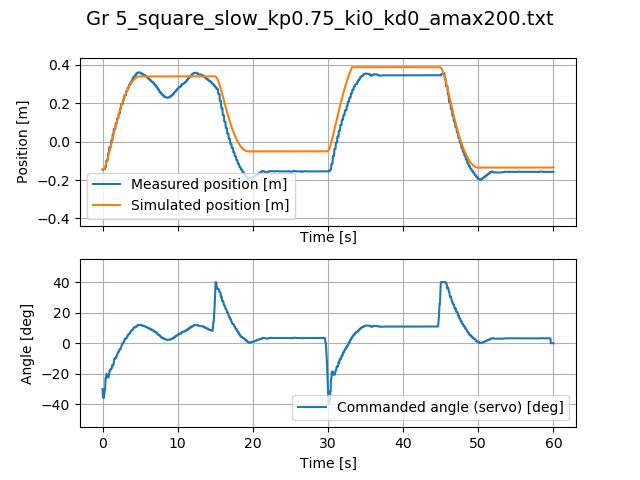 Gr 5_square_slow_kp0.75_ki0_kd0_amax200.txt
0.4
0.2
0.0
−0.2
−0.4
Position [m]
Measured position [m]
Simulated position [m]
Time [s]
40
20
0
−20
−40
Angle [deg]
Commanded angle (servo) [deg]
0 10 20 30 40 50 60
Time [s]